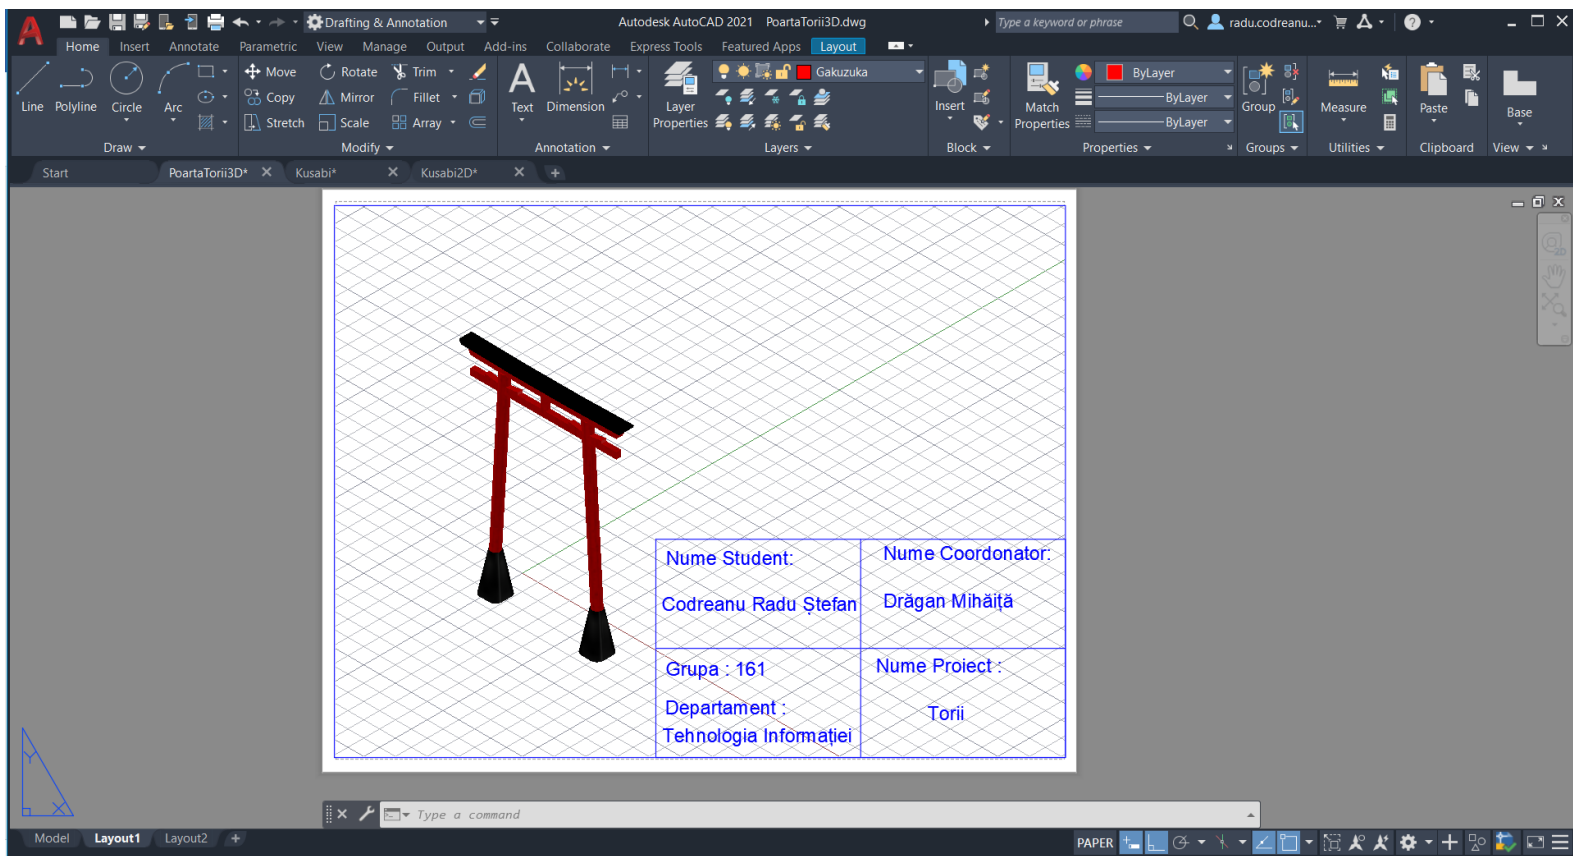 Drafting & Annotation
Autodesk AutoCAD 2021 PoartaTorii3D.dwg
Type a keyword or phrase
radu.codreanu...
Home Insert Annotate Parametric View Manage Output Add-ins Collaborate Express Tools Featured Apps Layout
Line Polyline Circle Arc
Move Rotate Trim
Copy Mirror Fillet
Stretch Scale Array
Text Dimension
Layer Properties
Gakuzuka
Insert
Match Properties
ByLayer
ByLayer
ByLayer
Group
Measure
Paste
Base
Draw Modify Annotation Layers Block Properties Groups Utilities Clipboard View
Start PoartaTorii3D* Kusabi* Kusabi2D*
2D
Nume Student:
Codreanu Radu Ștefan
Nume Coordonator:
Drăgan Mihăiță
Grupa : 161
Departament :
Tehnologia Informației
Nume Proiect :
Torii
Y
X
Type a command
Model Layout1 Layout2 +
PAPER